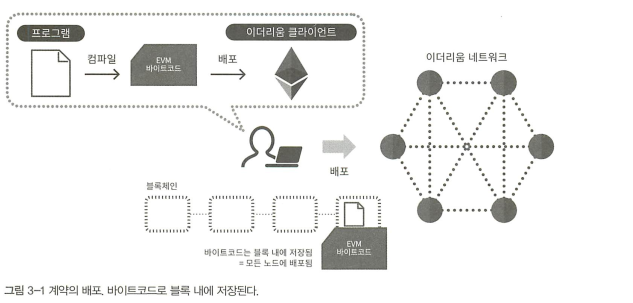 프로그램
이더리움 클라이언트
컴파일
EVM
바이트코드
배포
이더리움 네트워크
배포
블록체인
바이트코드는 블록 내에 저장됨
= 모든 노드에 배포됨
EVM
바이트코드
그림 3-1 계약의 배포. 바이트코드로 블록 내에 저장된다.